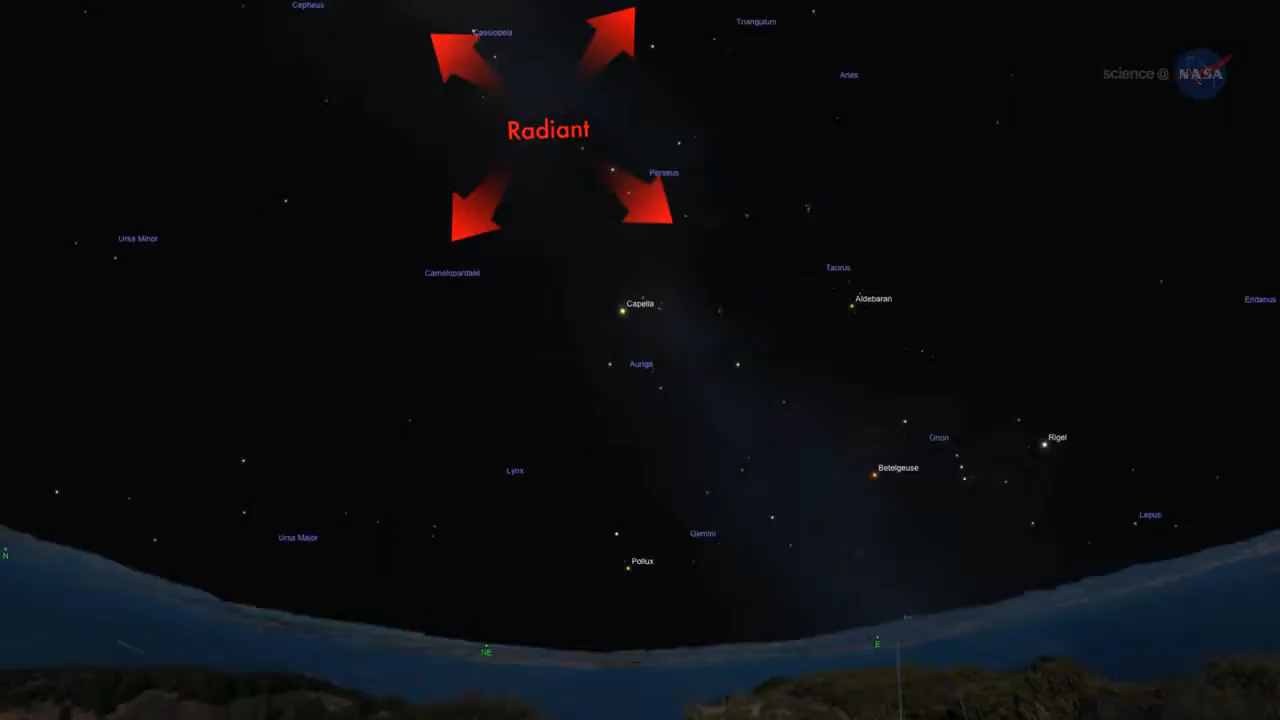 Cepheus
Triangulum
Cassiopeia
Aries
science @ NASA
Radiant
Perseus
Ursa Minor
Camelopardalis
Taurus
Capella
Aldebaran
Eridanus
Auriga
Orion
Rigel
Lynx
Betelgeuse
Lepus
Ursa Major
Gemini
Pollux
N
NE
E